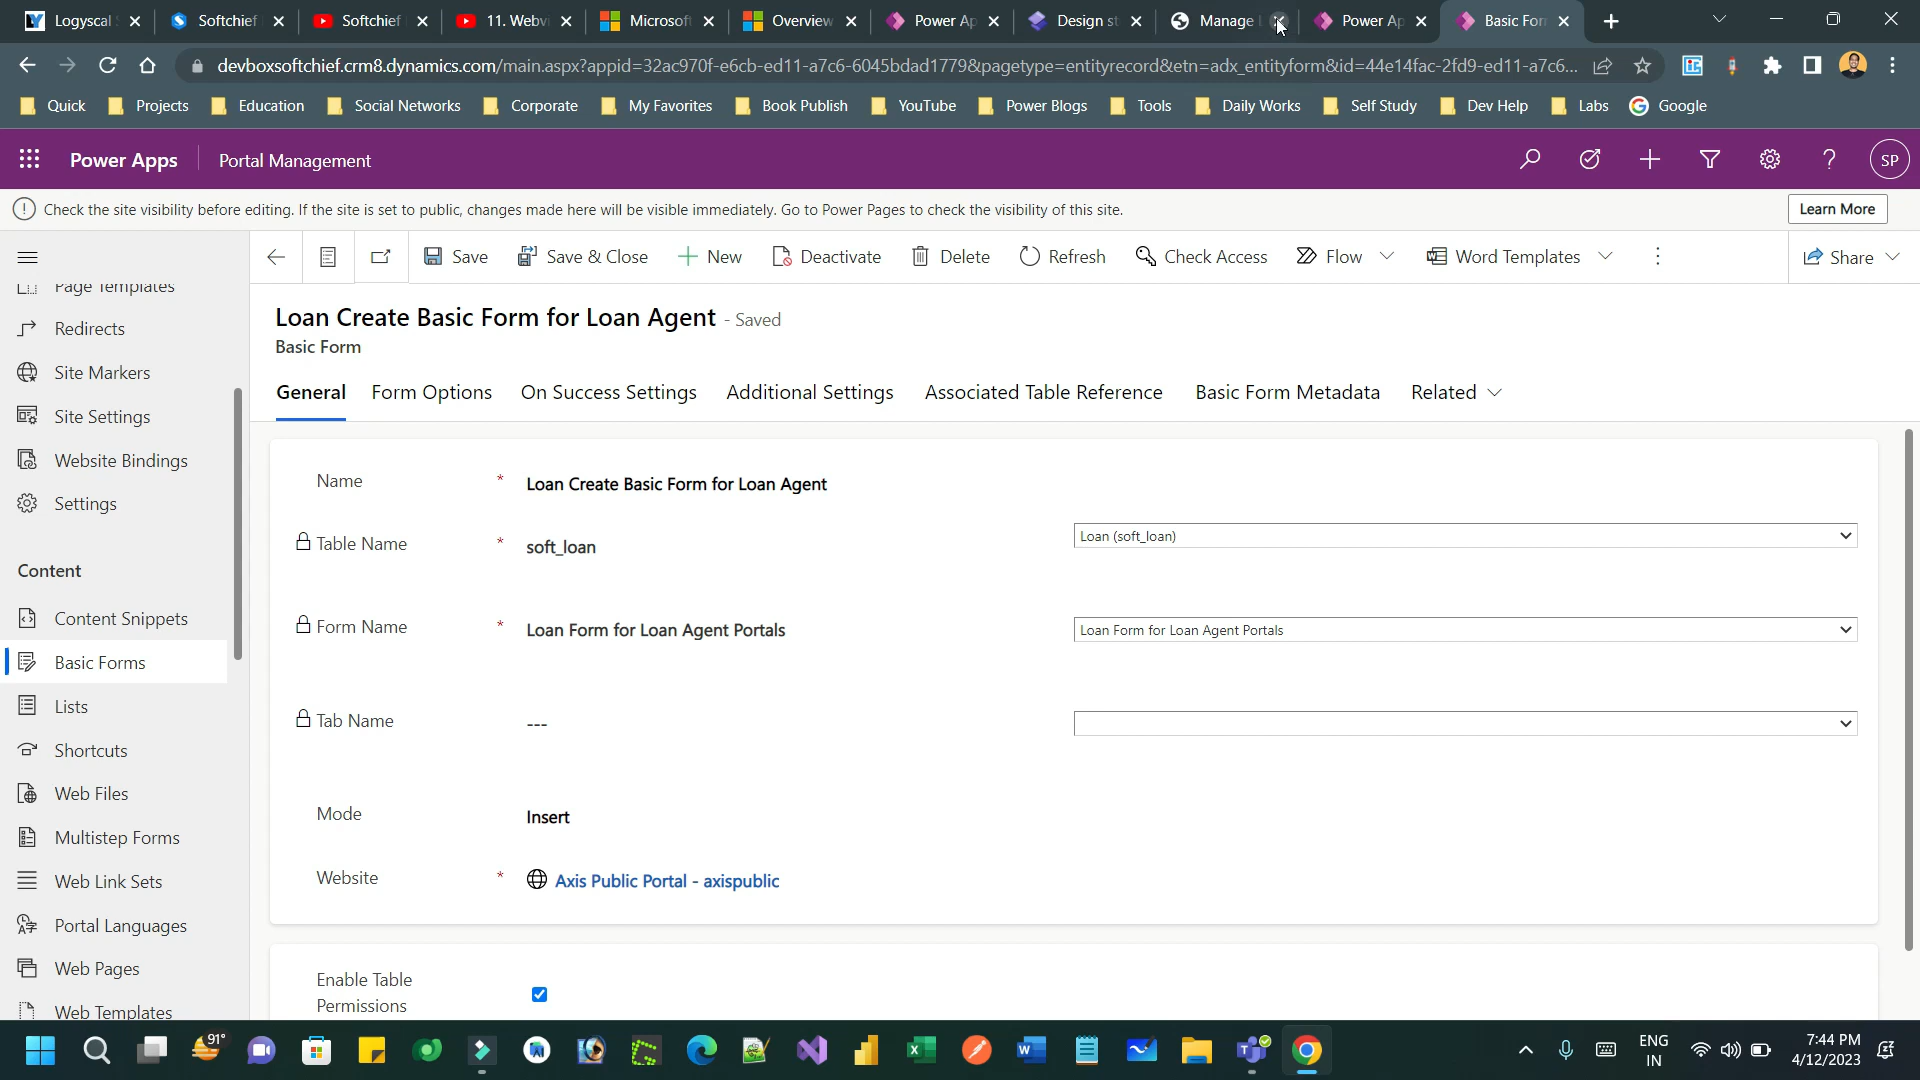 Logyscal
Softchief
Softchief
11. Webvi
Microsof
Overview
Power Ap
Design st
Manage
Power Ap
Basic For
devboxsoftchief.crm8.dynamics.com/main.aspx?appid=32ac970f-e6cb-ed11-a7c6-6045bdad1779&pagetype=entityrecord&etn=adx_entityform&id=44e14fac-2fd9-ed11-a7c6...
Quick
Projects
Education
Social Networks
Corporate
My Favorites
Book Publish
YouTube
Power Blogs
Tools
Daily Works
Self Study
Dev Help
Labs
Google
Power Apps
Portal Management
SP
Check the site visibility before editing. If the site is set to public, changes made here will be visible immediately. Go to Power Pages to check the visibility of this site.
Learn More
Save
Save & Close
New
Deactivate
Delete
Refresh
Check Access
Flow
Word Templates
Share
Page Templates
Redirects
Site Markers
Site Settings
Website Bindings
Settings
Content
Content Snippets
Basic Forms
Lists
Shortcuts
Web Files
Multistep Forms
Web Link Sets
Portal Languages
Web Pages
Web Templates
Loan Create Basic Form for Loan Agent - Saved
Basic Form
General
Form Options
On Success Settings
Additional Settings
Associated Table Reference
Basic Form Metadata
Related
Name * Loan Create Basic Form for Loan Agent
Table Name * soft_loan
Loan (soft_loan)
Form Name * Loan Form for Loan Agent Portals
Loan Form for Loan Agent Portals
Tab Name ---
Mode Insert
Website * Axis Public Portal - axispublic
Enable Table
Permissions
91°
ENG
IN
7:44 PM
4/12/2023